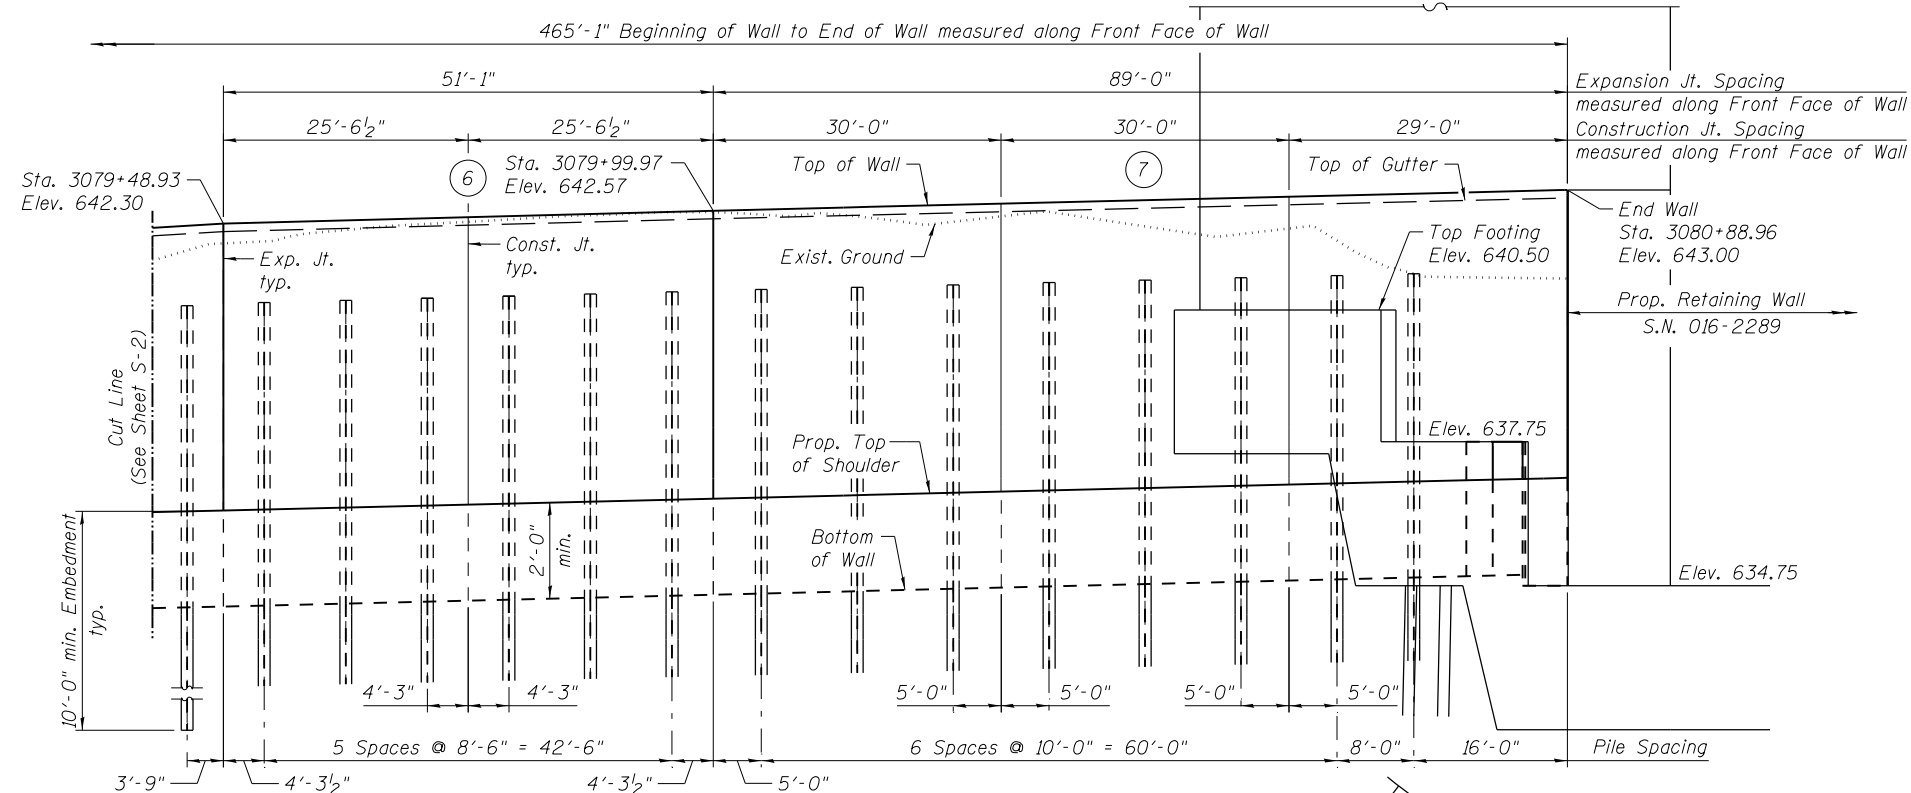 465'-1" Beginning of Wall to End of Wall measured along Front Face of Wall
51'-1"
89'-0"
Expansion Jt. Spacing
measured along Front Face of Wall
25'-6½"
25'-6½"
30'-0"
30'-0"
29'-0"
Construction Jt. Spacing
measured along Front Face of Wall
Sta. 3079+48.93
Elev. 642.30
6
Sta. 3079+99.97
Elev. 642.57
Top of Wall
7
Top of Gutter
End Wall
Sta. 3080+88.96
Elev. 643.00
Exp. Jt.
typ.
Const. Jt.
typ.
Exist. Ground
Top Footing
Elev. 640.50
Prop. Retaining Wall
S.N. 016-2289
Cut Line
(See Sheet S-2)
Prop. Top
of Shoulder
Elev. 637.75
10'-0" min. Embedment
typ.
2'-0"
min.
Bottom
of Wall
Elev. 634.75
4'-3"
4'-3"
5'-0"
5'-0"
5'-0"
5'-0"
5 Spaces @ 8'-6" = 42'-6"
6 Spaces @ 10'-0" = 60'-0"
8'-0"
16'-0"
Pile Spacing
3'-9"
4'-3½"
4'-3½"
5'-0"